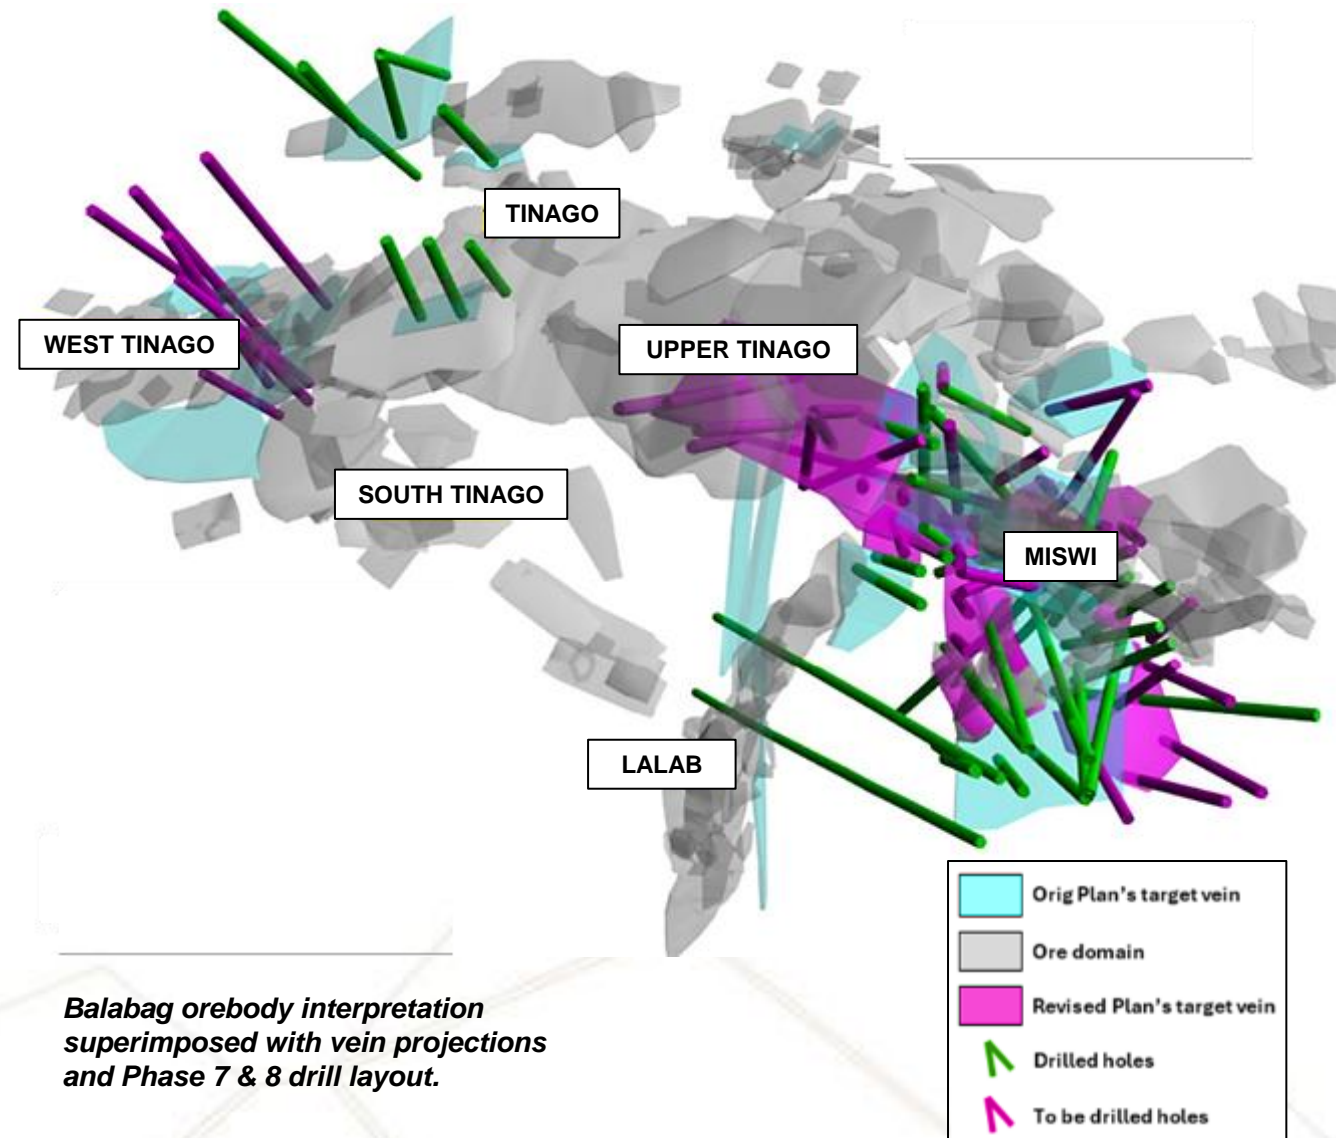 TINAGO
WEST TINAGO
UPPER TINAGO
SOUTH TINAGO
MISWI
LALAB
Orig Plan's target vein
Ore domain
Revised Plan's target vein
Drilled holes
To be drilled holes
Balabag orebody interpretation
superimposed with vein projections
and Phase 7 & 8 drill layout.